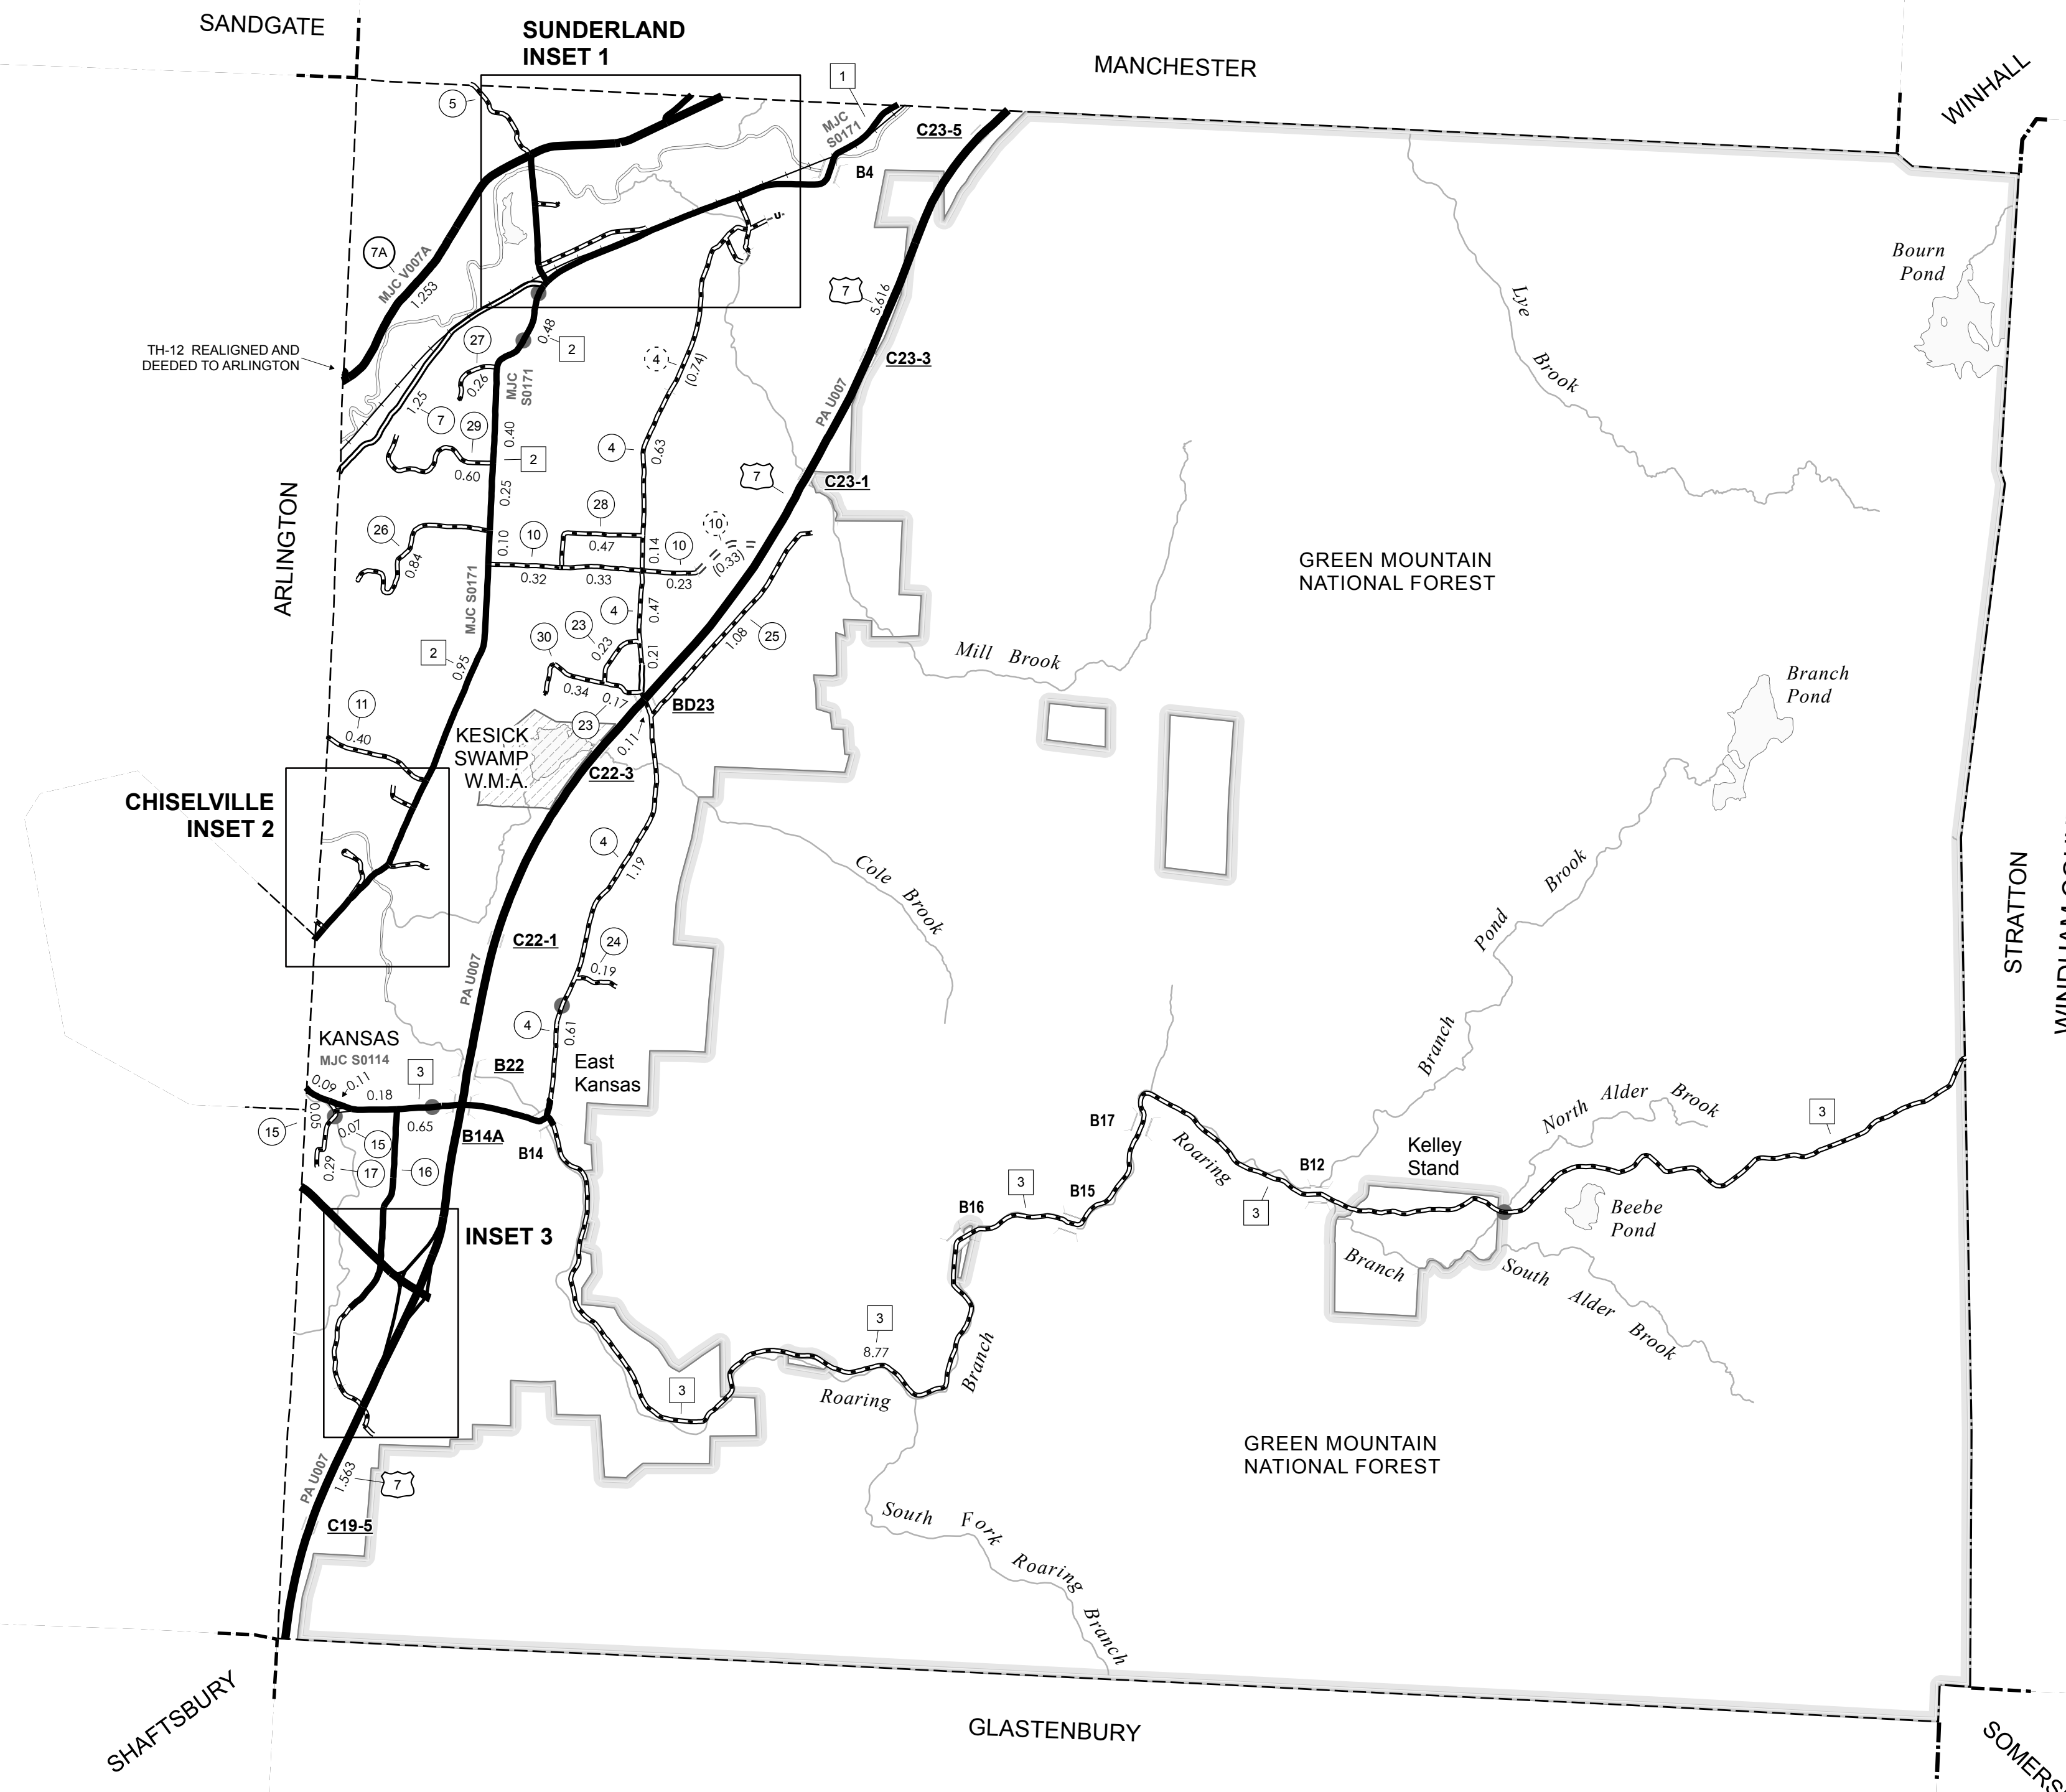 SANDGATE
SUNDERLAND
INSET 1
MANCHESTER
WINHALL
1
5
MJC
S0171
C23-5
B4
7A
MJC V007A
1.253
Bourn
Pond
7
5.616
Lye
Brook
TH-12 REALIGNED AND
DEEDED TO ARLINGTON
27
0.48
2
0.26
MJC
S0171
4
(0.74)
C23-3
PA U007
1.25
7
29
0.40
2
0.60
4
0.63
7
C23-1
0.25
ARLINGTON
28
10
26
0.10
10
0.47
0.14
10
(0.33)
0.84
0.32
0.33
0.23
GREEN MOUNTAIN
NATIONAL FOREST
MJC S0171
4
0.47
23
30
0.23
0.21
25
1.08
2
0.95
Mill Brook
0.34
0.17
23
BD23
0.11
Branch
Pond
11
0.40
KESICK
SWAMP
W.M.A.
C22-3
CHISELVILLE
INSET 2
4
1.19
Cole
Brook
Brook
Pond
Branch
STRATTON
C22-1
24
0.19
PA U007
4
0.61
KANSAS
MJC S0114
3
B22
East
Kansas
0.09
0.11
0.18
0.05
15
0.07
15
0.65
B14A
B14
0.29
17
16
B17
Roaring
B12
Kelley
Stand
North Alder Brook
3
3
B15
3
B16
Beebe
Pond
INSET 3
Branch
South
Alder
Brook
3
8.77
Branch
3
Roaring
GREEN MOUNTAIN
NATIONAL FOREST
PA U007
1.563
7
C19-5
South Fork
Roaring
Branch
SHAFTSBURY
GLASTENBURY